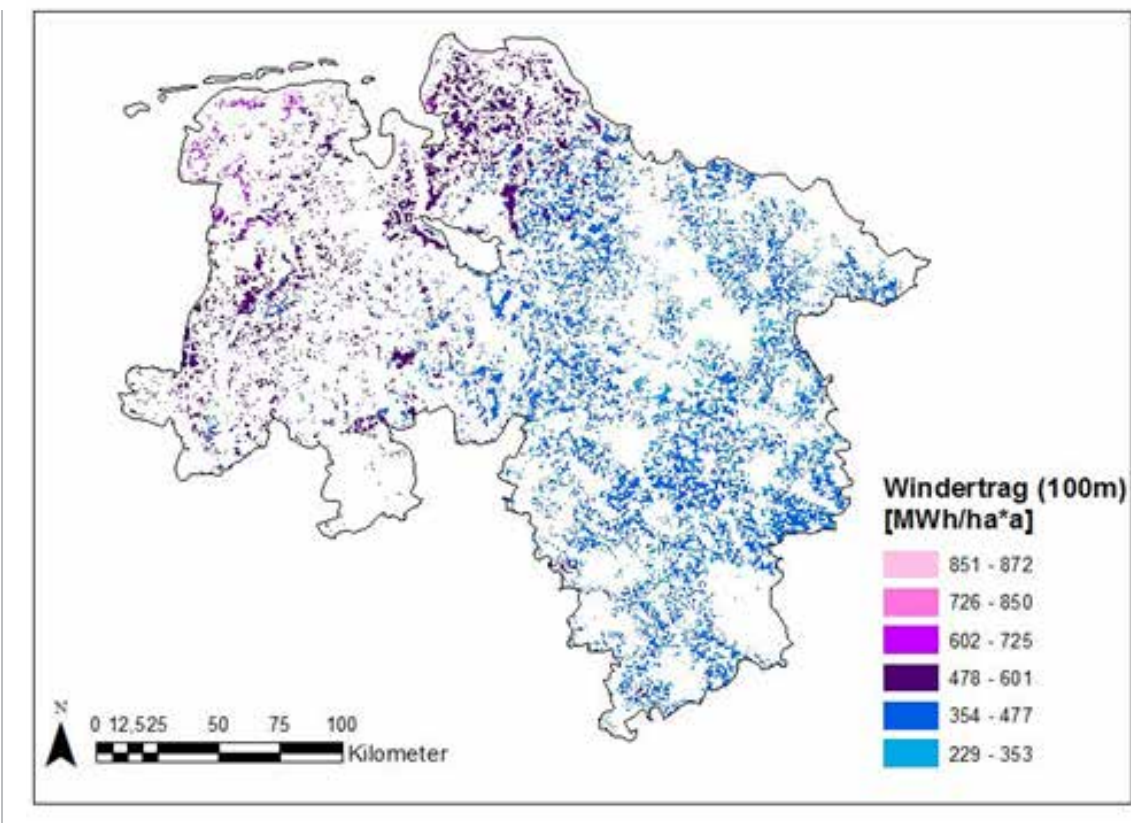 Windertrag (100m)
[MWh/ha*a]
851 - 872
726 - 850
602 - 725
478 - 601
354 - 477
229 - 353
N
0 12,525 50 75 100
Kilometer